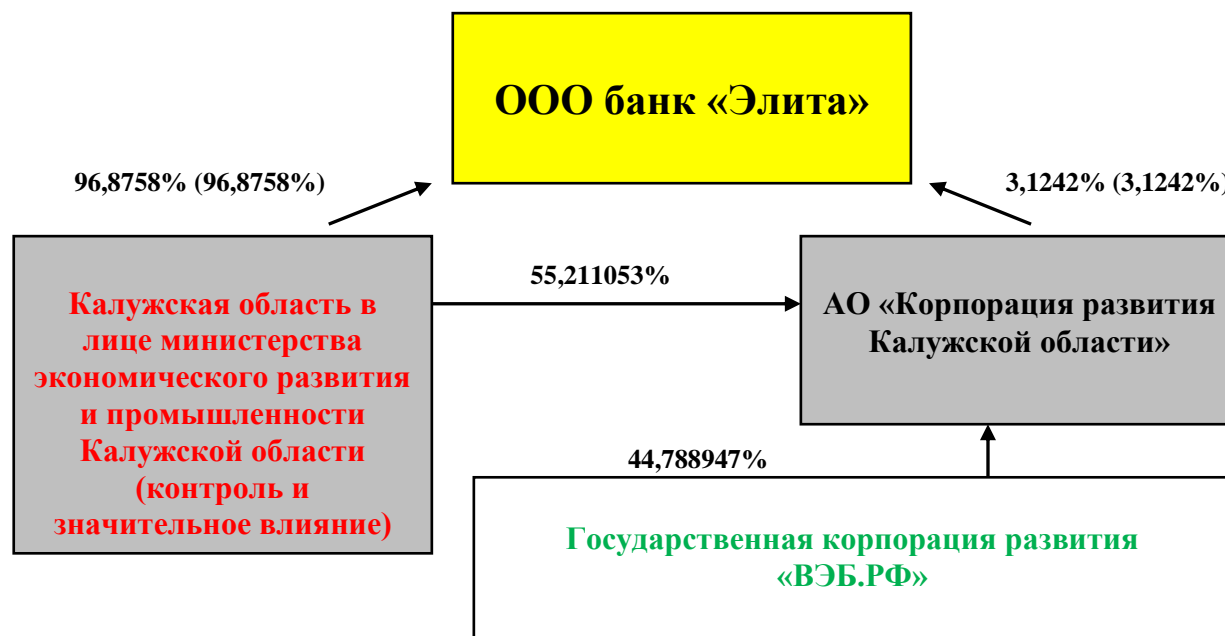 ООО банк «Элита»
96,8758% (96,8758%)
3,1242% (3,1242%)
Калужская область в
лице министерства
экономического развития
и промышленности
Калужской области
(контроль и
значительное влияние)
55,211053%
АО «Корпорация развития
Калужской области»
44,788947%
Государственная корпорация развития
«ВЭБ.РФ»